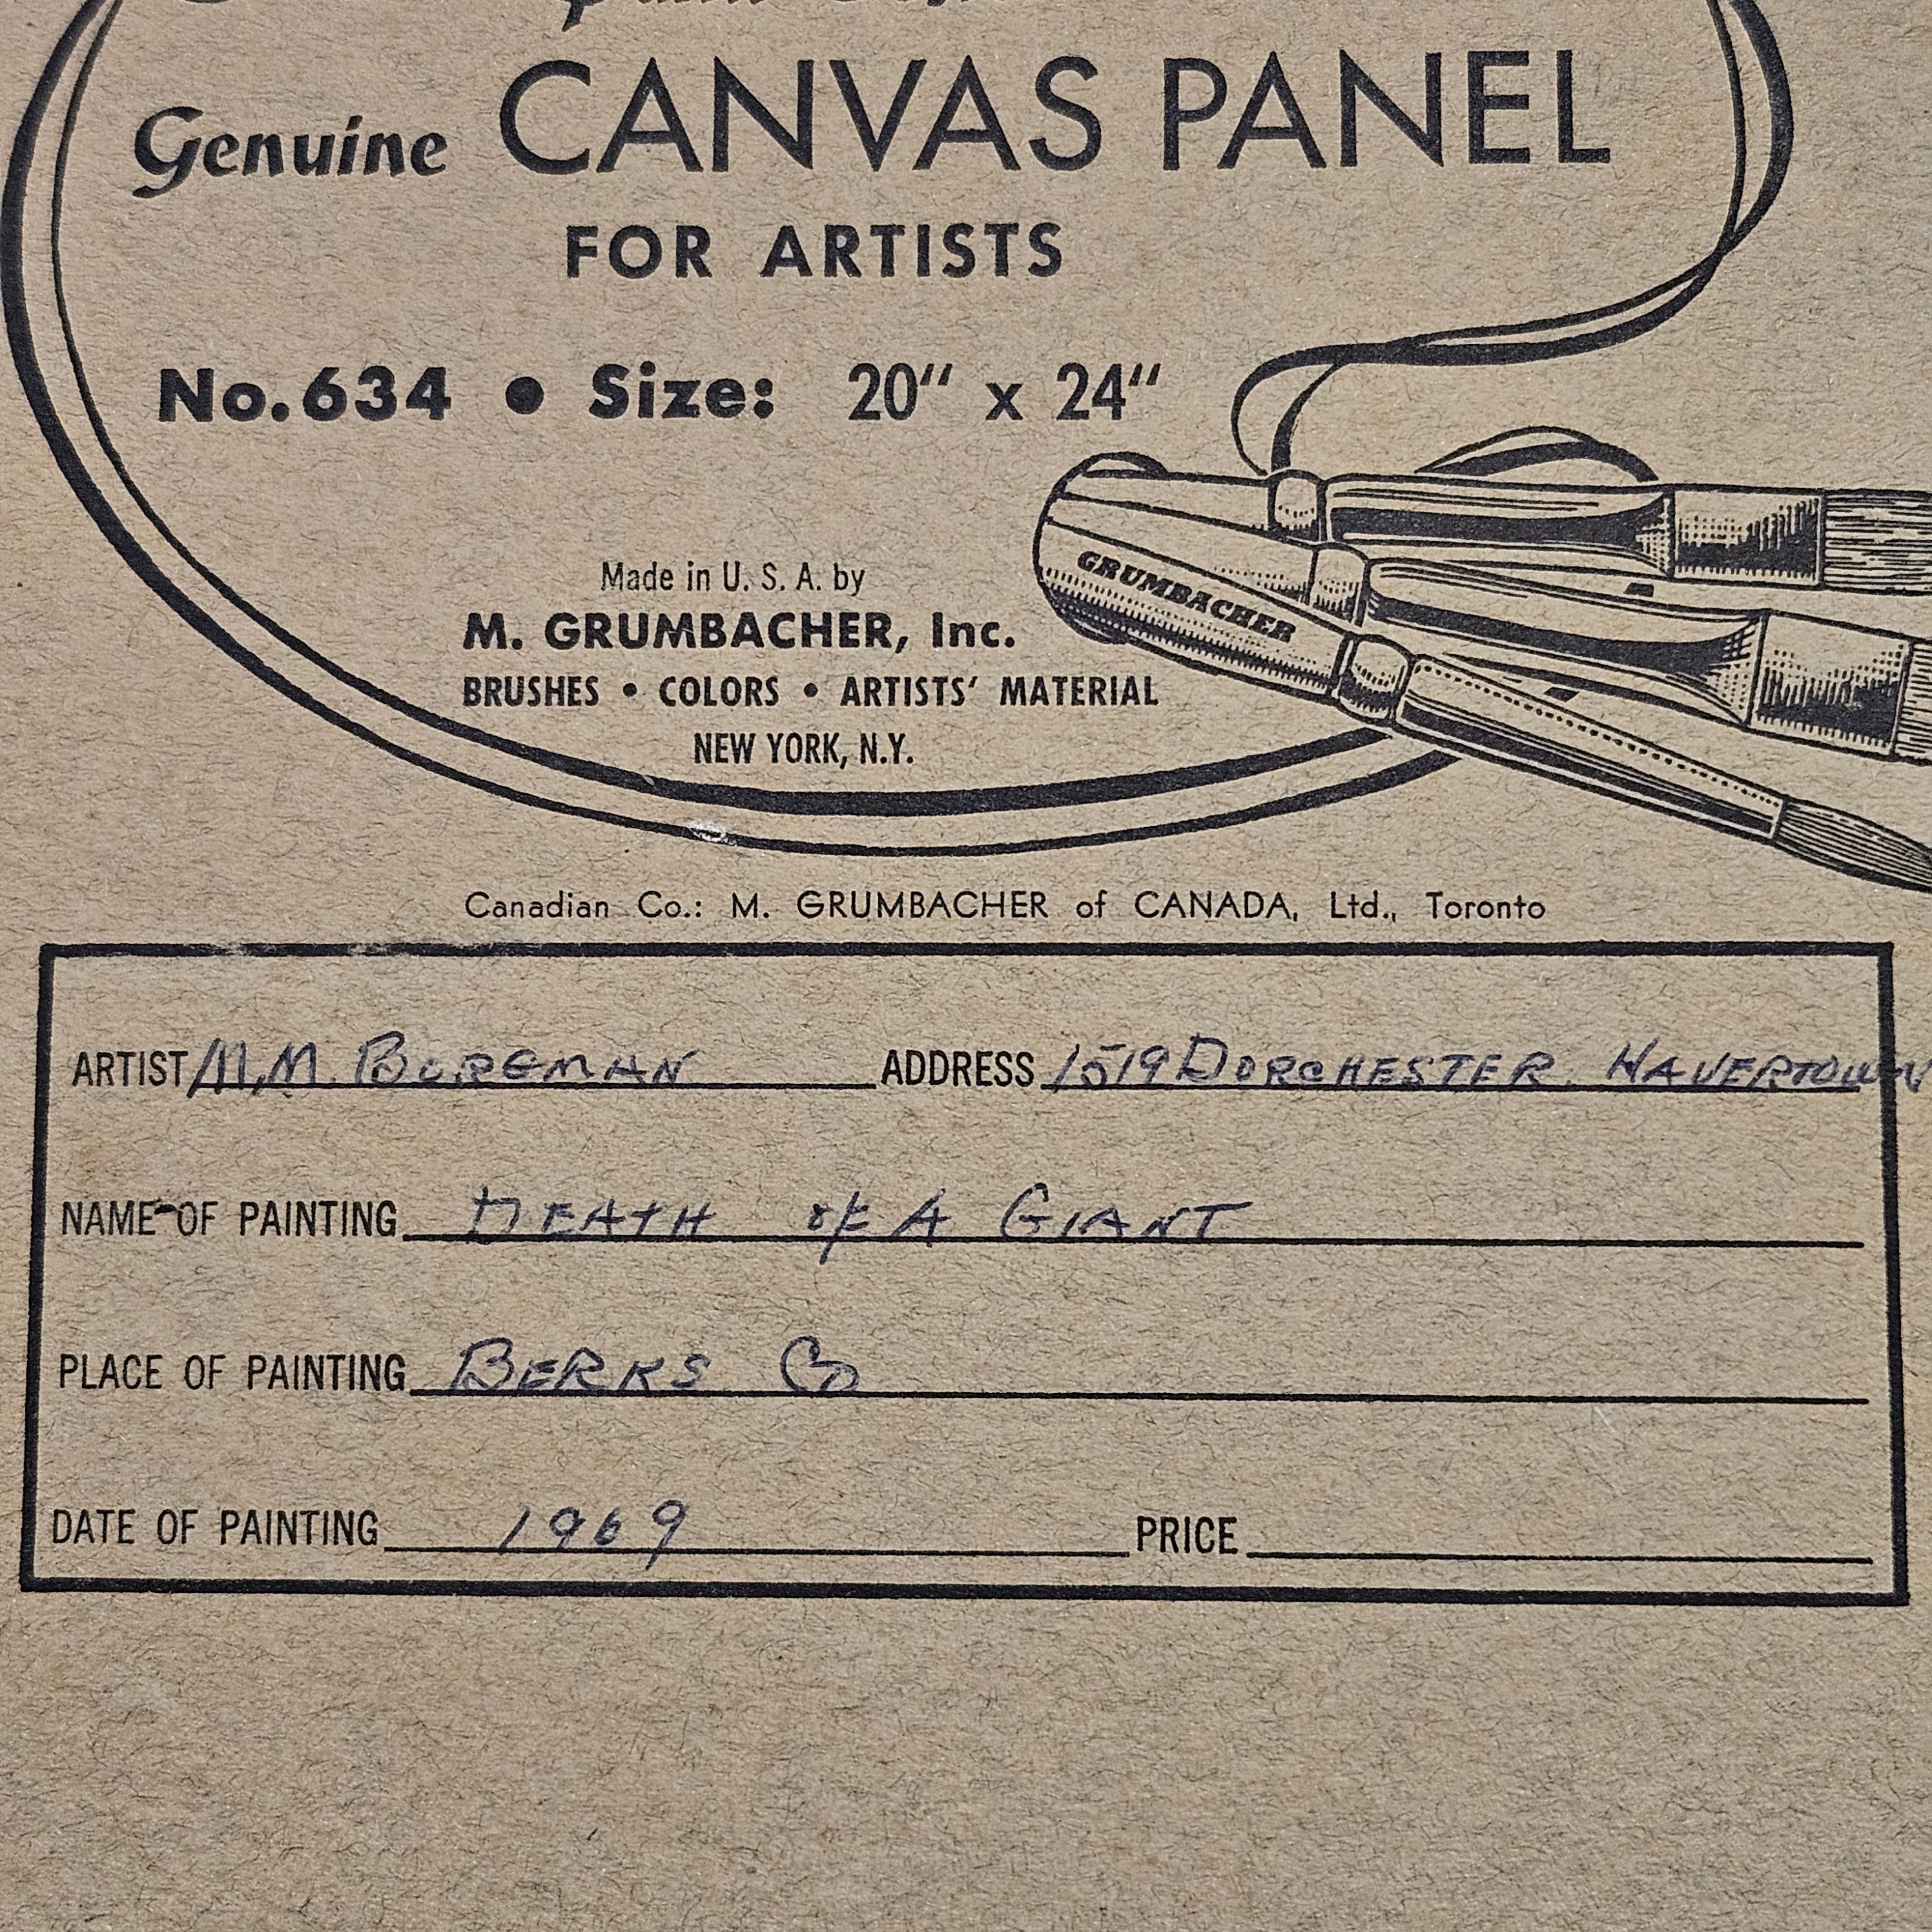 Genuine CANVAS PANEL
FOR ARTISTS
No. 634 • Size: 20" x 24"
GRUMBACHER
Made in U. S. A. by
M. GRUMBACHER, Inc.
BRUSHES • COLORS • ARTISTS' MATERIAL
NEW YORK, N.Y.
Canadian Co.: M. GRUMBACHER of CANADA, Ltd., Toronto
ARTIST M.M. BOREMAN ADDRESS 1519 DORCHESTER. HAVERTOWN
NAME OF PAINTING DEATH of A GIANT
PLACE OF PAINTING BERKS Co
DATE OF PAINTING 1969 PRICE